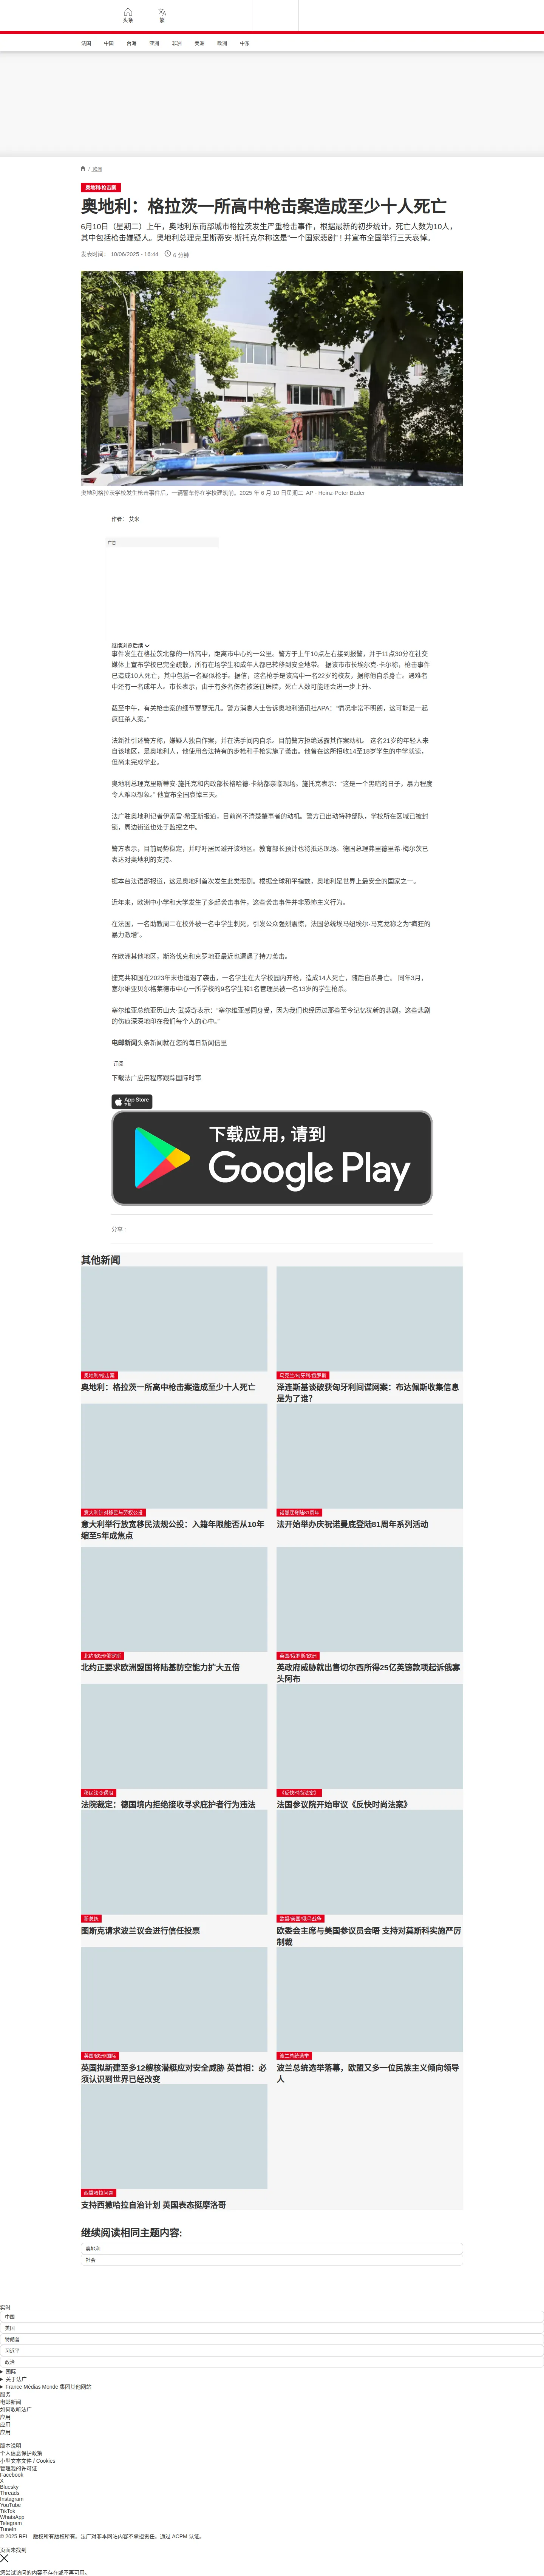 头条
繁
法国
中国
台海
亚洲
非洲
美洲
欧洲
中东
/ 欧洲
奥地利/枪击案
奥地利：格拉茨一所高中枪击案造成至少十人死亡
6月10日（星期二）上午，奥地利东南部城市格拉茨发生严重枪击事件，根据最新的初步统计，死亡人数为10人，
其中包括枪击嫌疑人。奥地利总理克里斯蒂安·斯托克尔称这是“一个国家悲剧”！并宣布全国举行三天哀悼。
发表时间： 10/06/2025 - 16:44
6 分钟
奥地利格拉茨学校发生枪击事件后，一辆警车停在学校建筑前。2025 年 6 月 10 日星期二 AP - Heinz-Peter Bader
作者： 艾米
广告
继续浏览后续
事件发生在格拉茨北部的一所高中，距离市中心约一公里。警方于上午10点左右接到报警，并于11点30分在社交
媒体上宣布学校已完全疏散，所有在场学生和成年人都已转移到安全地带。 据该市市长埃尔克·卡尔称，枪击事件
已造成10人死亡，其中包括一名疑似枪手。据信，这名枪手是该高中一名22岁的校友，据称他自杀身亡。遇难者
中还有一名成年人。市长表示，由于有多名伤者被送往医院，死亡人数可能还会进一步上升。
截至中午，有关枪击案的细节寥寥无几。警方消息人士告诉奥地利通讯社APA：“情况非常不明朗，这可能是一起
疯狂杀人案。”
法新社引述警方称，嫌疑人独自作案，并在洗手间内自杀。目前警方拒绝透露其作案动机。 这名21岁的年轻人来
自该地区，是奥地利人，他使用合法持有的步枪和手枪实施了袭击。他曾在这所招收14至18岁学生的中学就读，
但尚未完成学业。
奥地利总理克里斯蒂安·施托克和内政部长格哈德·卡纳都亲临现场。施托克表示：“这是一个黑暗的日子，暴力程度
令人难以想象。” 他宣布全国哀悼三天。
法广驻奥地利记者伊索雷·希亚斯报道，目前尚不清楚肇事者的动机。警方已出动特种部队，学校所在区域已被封
锁，周边街道也处于监控之中。
警方表示，目前局势稳定，并呼吁居民避开该地区。教育部长预计也将抵达现场。德国总理弗里德里希·梅尔茨已
表达对奥地利的支持。
据本台法语部报道，这是奥地利首次发生此类悲剧。根据全球和平指数，奥地利是世界上最安全的国家之一。
近年来，欧洲中小学和大学发生了多起袭击事件，这些袭击事件并非恐怖主义行为。
在法国，一名助教周二在校外被一名中学生刺死，引发公众强烈震惊，法国总统埃马纽埃尔·马克龙称之为“疯狂的
暴力激增”。
在欧洲其他地区，斯洛伐克和克罗地亚最近也遭遇了持刀袭击。
捷克共和国在2023年末也遭遇了袭击，一名学生在大学校园内开枪，造成14人死亡，随后自杀身亡。 同年3月，
塞尔维亚贝尔格莱德市中心一所学校的9名学生和1名管理员被一名13岁的学生枪杀。
塞尔维亚总统亚历山大·武契奇表示：“塞尔维亚感同身受，因为我们也经历过那些至今记忆犹新的悲剧，这些悲剧
的伤痕深深地印在我们每个人的心中。”
电邮新闻头条新闻就在您的每日新闻信里
订阅
下载法广应用程序跟踪国际时事
App Store
下载
下载应用，请到
Google Play
分享 :
其他新闻
奥地利/枪击案
奥地利：格拉茨一所高中枪击案造成至少十人死亡
乌克兰/匈牙利/俄罗斯
泽连斯基谈破获匈牙利间谍网案：布达佩斯收集信息
是为了谁?
意大利针对移民与劳权公投
意大利举行放宽移民法规公投：入籍年限能否从10年
缩至5年成焦点
诺曼底登陆81周年
法开始举办庆祝诺曼底登陆81周年系列活动
北约/欧洲/俄罗斯
北约正要求欧洲盟国将陆基防空能力扩大五倍
英国/俄罗斯/欧洲
英政府威胁就出售切尔西所得25亿英镑款项起诉俄寡
头阿布
移民法令遇阻
法院裁定：德国境内拒绝接收寻求庇护者行为违法
《反快时尚法案》
法国参议院开始审议《反快时尚法案》
新总统
图斯克请求波兰议会进行信任投票
欧盟/美国/俄乌战争
欧委会主席与美国参议员会晤 支持对莫斯科实施严厉
制裁
英国/欧洲/国际
英国拟新建至多12艘核潜艇应对安全威胁 英首相：必
须认识到世界已经改变
波兰总统选举
波兰总统选举落幕，欧盟又多一位民族主义倾向领导
人
西撒哈拉问题
支持西撒哈拉自治计划 英国表态挺摩洛哥
继续阅读相同主题内容:
奥地利
社会
实时
中国
美国
特朗普
习近平
政治
国际
关于法广
France Médias Monde 集团其他网站
服务
电邮新闻
如何收听法广
应用
应用
应用
版本说明
个人信息保护政策
小型文本文件 / Cookies
管理我的许可证
Facebook
X
Bluesky
Threads
Instagram
YouTube
TikTok
WhatsApp
Telegram
TuneIn
© 2025 RFI – 版权所有版权所有。法广对非本网站内容不承担责任。通过 ACPM 认证。
页面未找到
您尝试访问的内容不存在或不再可用。